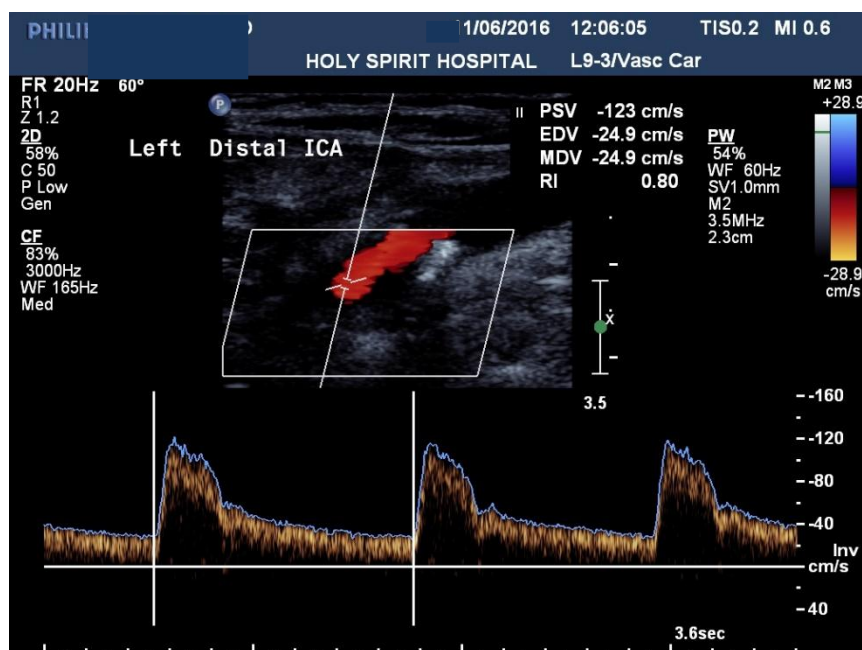 1/06/2016 12:06:05 TIS0.2 MI 0.6
HOLY SPIRIT HOSPITAL L9-3/Vasc Car
FR 20Hz 60°
R1
Z 1.2
2D
58%
C 50
P Low
Gen
CF
83%
3000Hz
WF 165Hz
Med
P
Left Distal ICA
PSV -123 cm/s
EDV -24.9 cm/s
MDV -24.9 cm/s
RI 0.80
PW
54%
WF 60Hz
SV1.0mm
M2
3.5MHz
2.3cm
M2 M3
+28.9
-28.9
cm/s
x
3.5
-160
-120
-80
-40
Inv
cm/s
-40
3.6sec